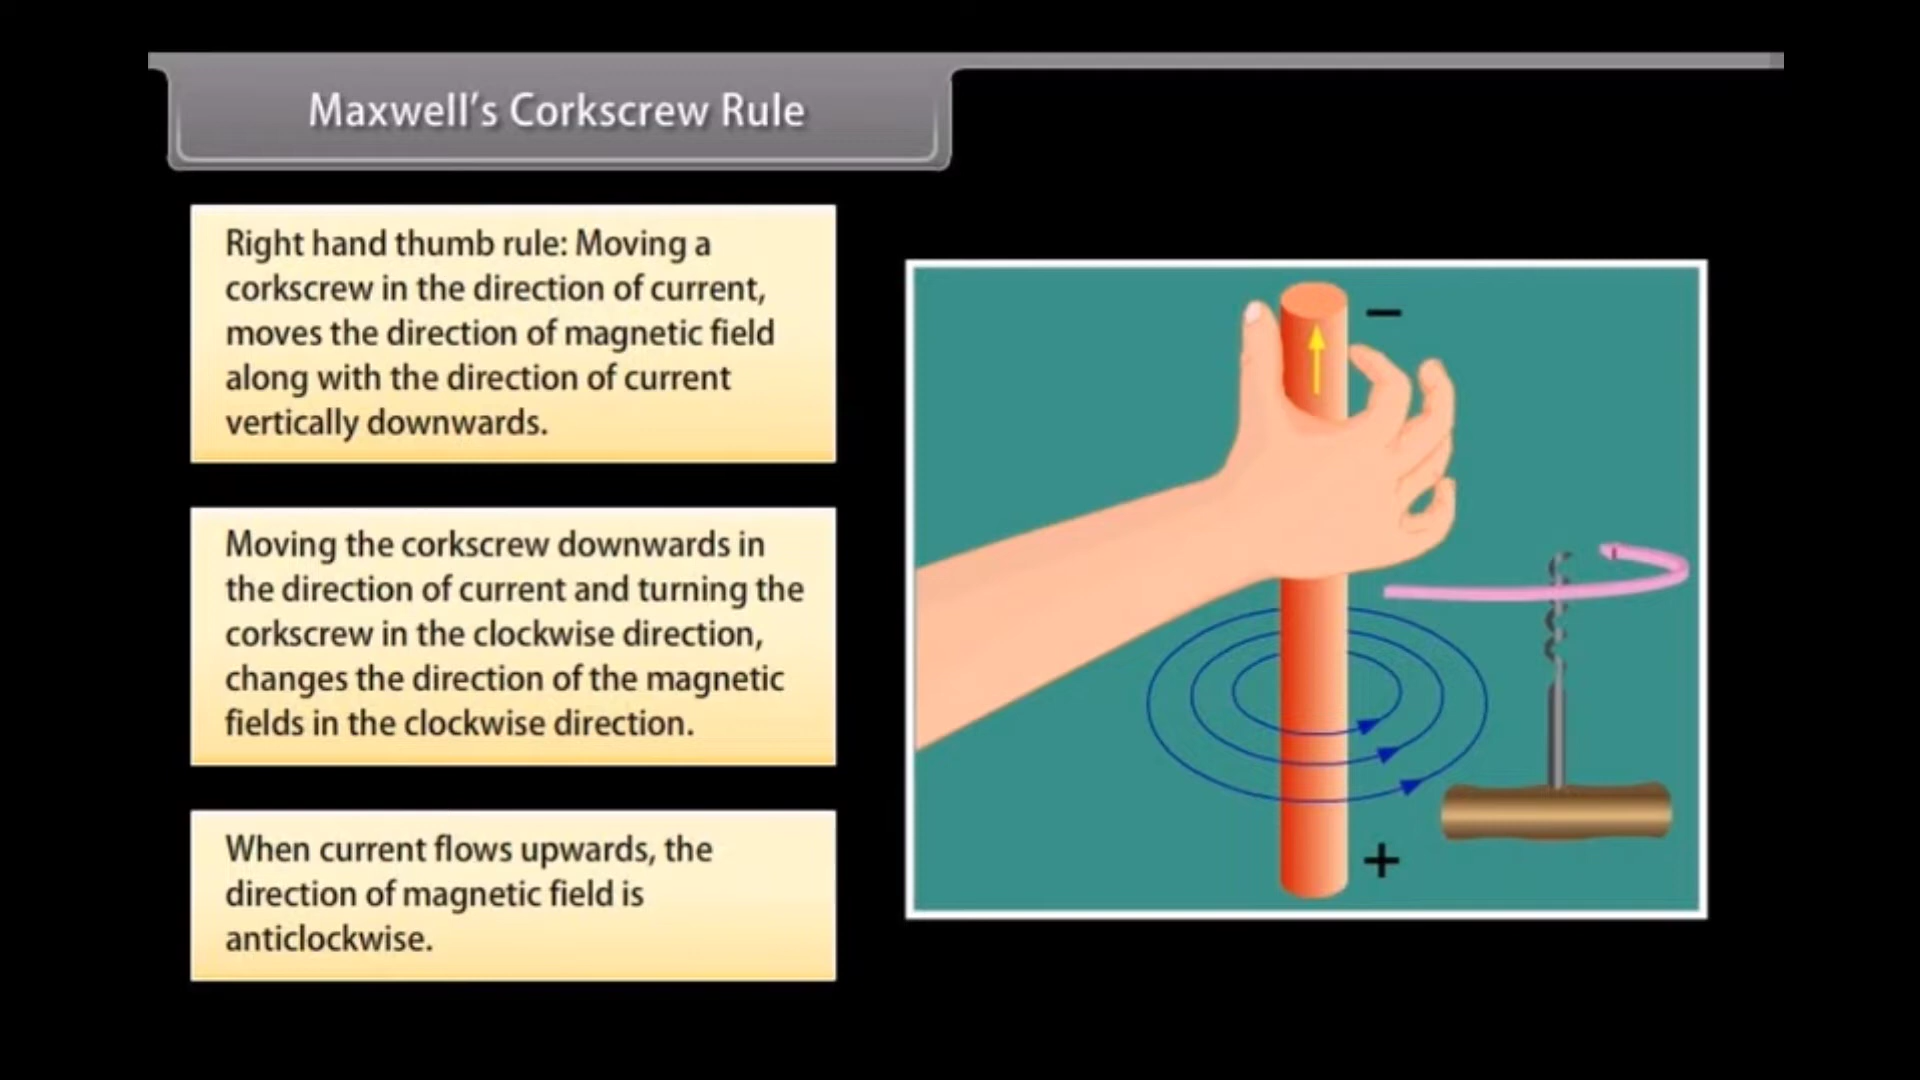 Maxwell’s Corkscrew Rule
Right hand thumb rule: Moving a
corkscrew in the direction of current,
moves the direction of magnetic field
along with the direction of current
vertically downwards.
Moving the corkscrew downwards in
the direction of current and turning the
corkscrew in the clockwise direction,
changes the direction of the magnetic
fields in the clockwise direction.
When current flows upwards, the
direction of magnetic field is
anticlockwise.
−
+